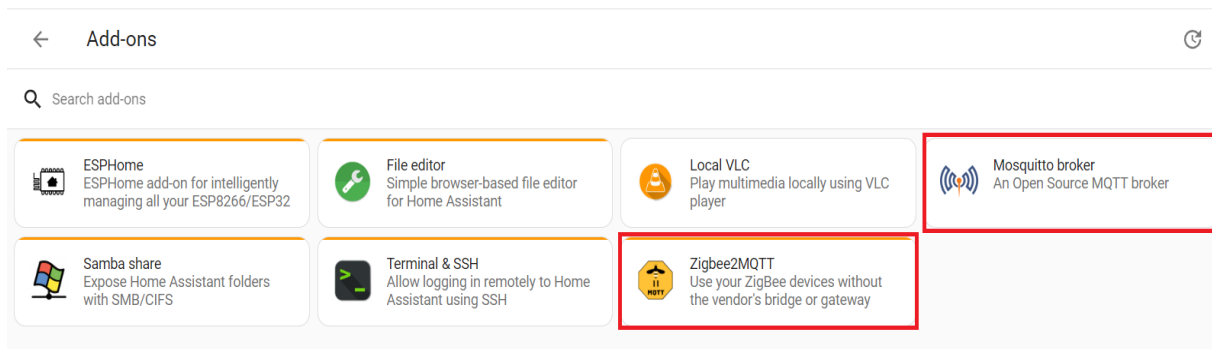 Add-ons
Search add-ons
ESPHome
ESPHome add-on for intelligently
managing all your ESP8266/ESP32
File editor
Simple browser-based file editor
for Home Assistant
Local VLC
Play multimedia locally using VLC
player
Mosquitto broker
An Open Source MQTT broker
Samba share
Expose Home Assistant folders
with SMB/CIFS
Terminal & SSH
Allow logging in remotely to Home
Assistant using SSH
MQTT
Zigbee2MQTT
Use your ZigBee devices without
the vendor's bridge or gateway